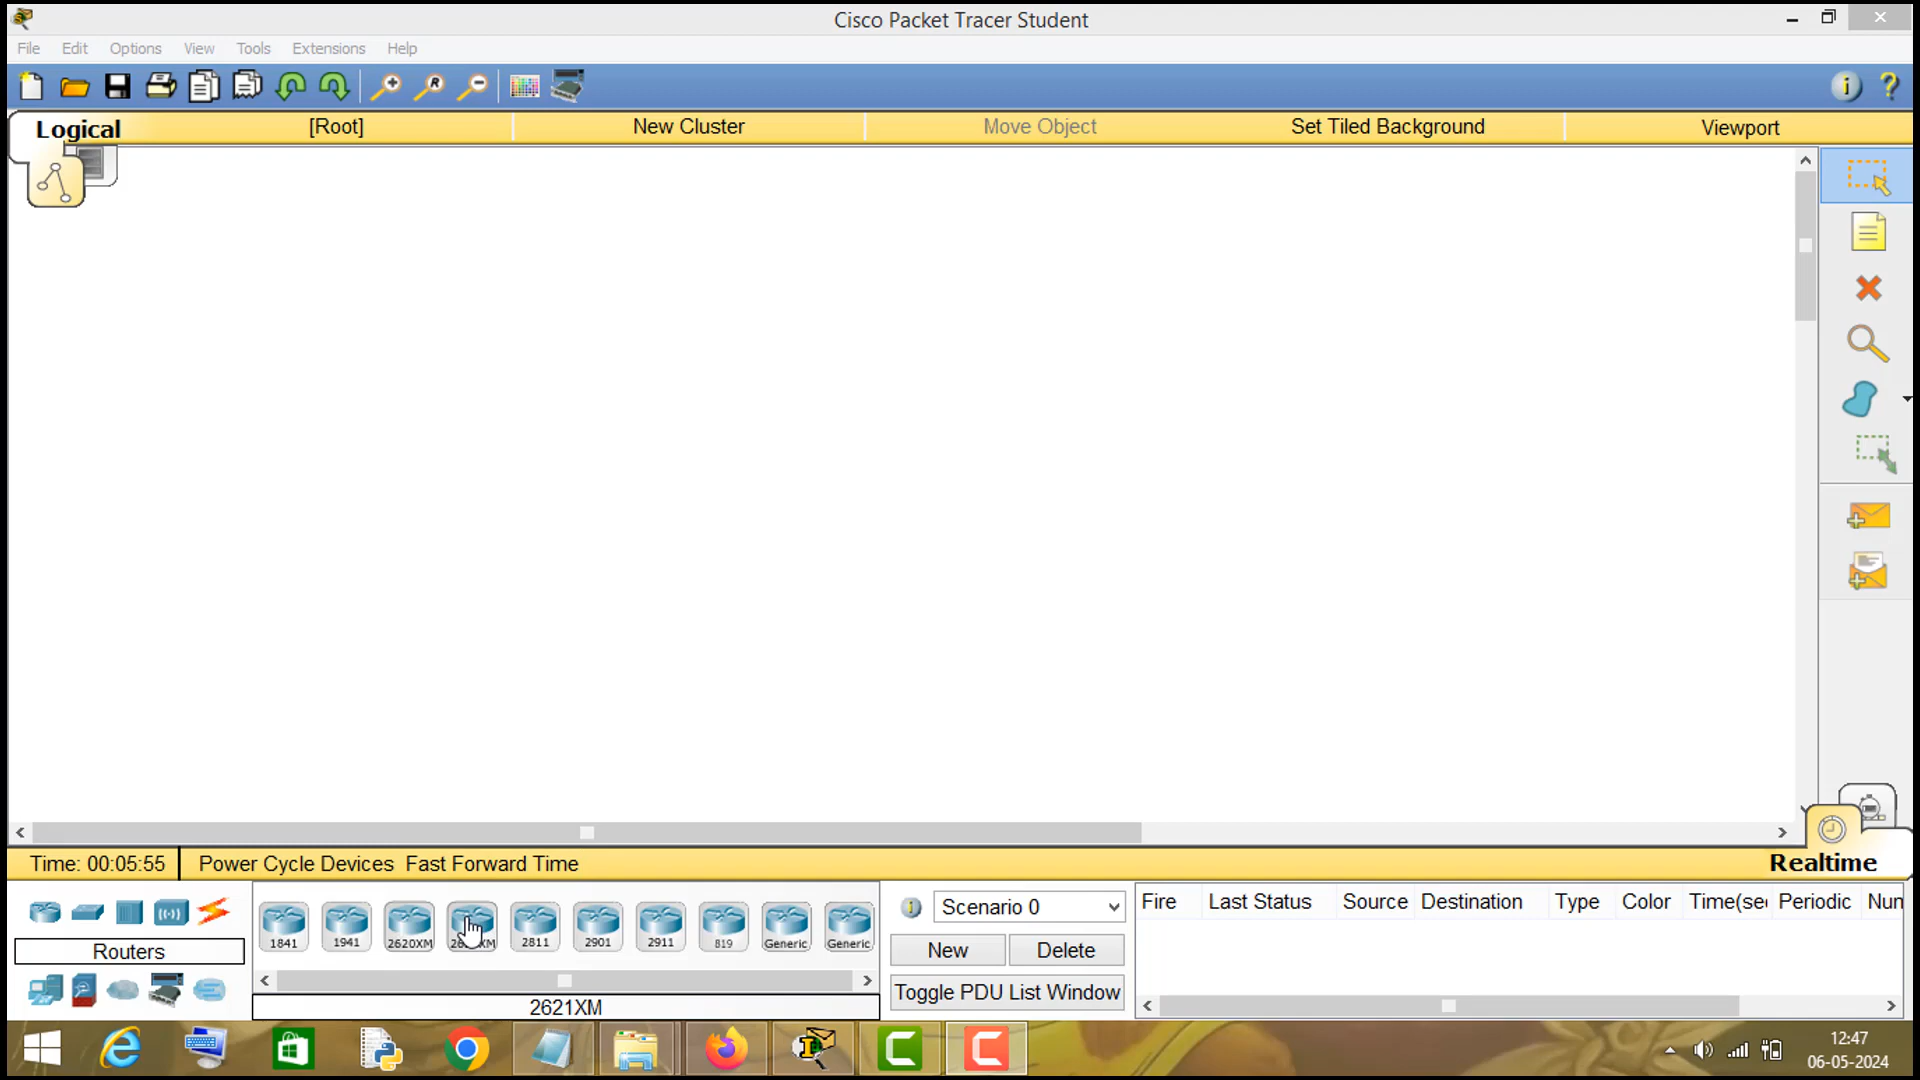 Cisco Packet Tracer Student
File Edit Options View Tools Extensions Help
Logical [Root] New Cluster Move Object Set Tiled Background Viewport
Time: 00:05:55 Power Cycle Devices Fast Forward Time Realtime
Routers
1841 1941 2620XM 2811 2901 2911 819 Generic Generic
2621XM
Scenario 0
New Delete
Toggle PDU List Window
Fire Last Status Source Destination Type Color Time(sec Periodic Num
12:47
06-05-2024